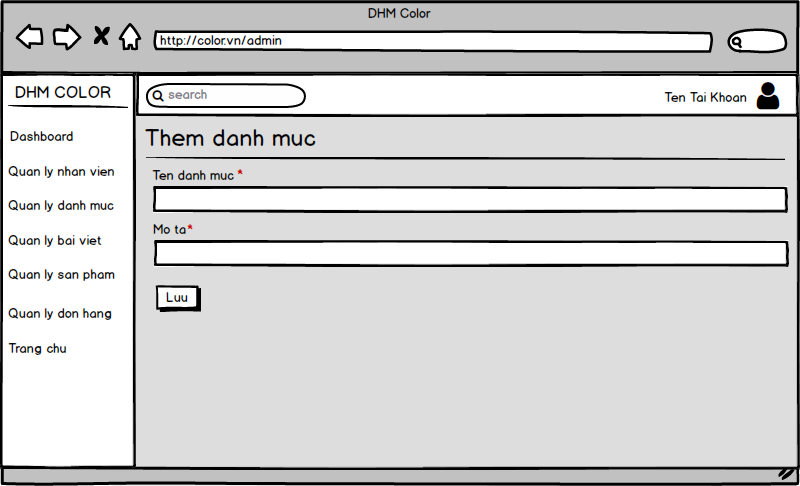 DHM Color
http://color.vn/admin
DHM COLOR
search
Ten Tai Khoan
Dashboard
Quan ly nhan vien
Quan ly danh muc
Quan ly bai viet
Quan ly san pham
Quan ly don hang
Trang chu
Them danh muc
Ten danh muc *
Mo ta*
Luu